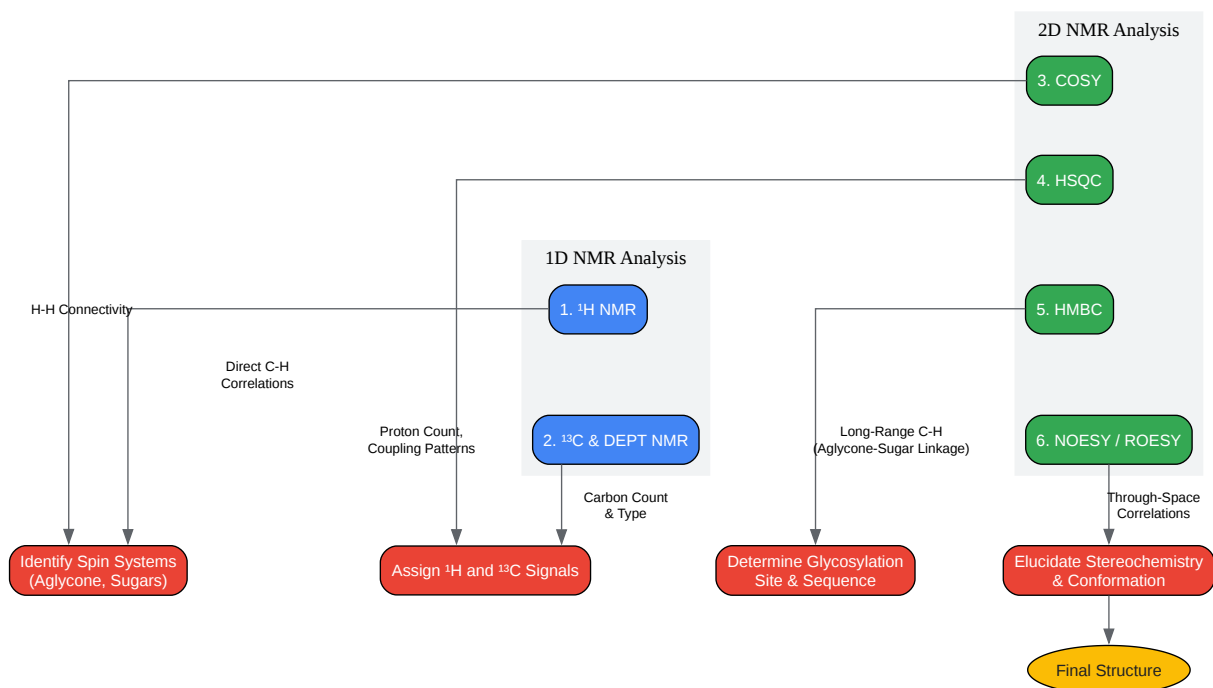 2D NMR Analysis
3. COSY
4. HSQC
1D NMR Analysis
1. ¹H NMR
5. HMBC
H-H Connectivity
Direct C-H
Correlations
Proton Count,
Coupling Patterns
2. ¹³C & DEPT NMR
Long-Range C-H
(Aglycone-Sugar Linkage)
6. NOESY / ROESY
Carbon Count
& Type
Through-Space
Correlations
Identify Spin Systems
(Aglycone, Sugars)
Assign ¹H and ¹³C Signals
Determine Glycosylation
Site & Sequence
Elucidate Stereochemistry
& Conformation
Final Structure